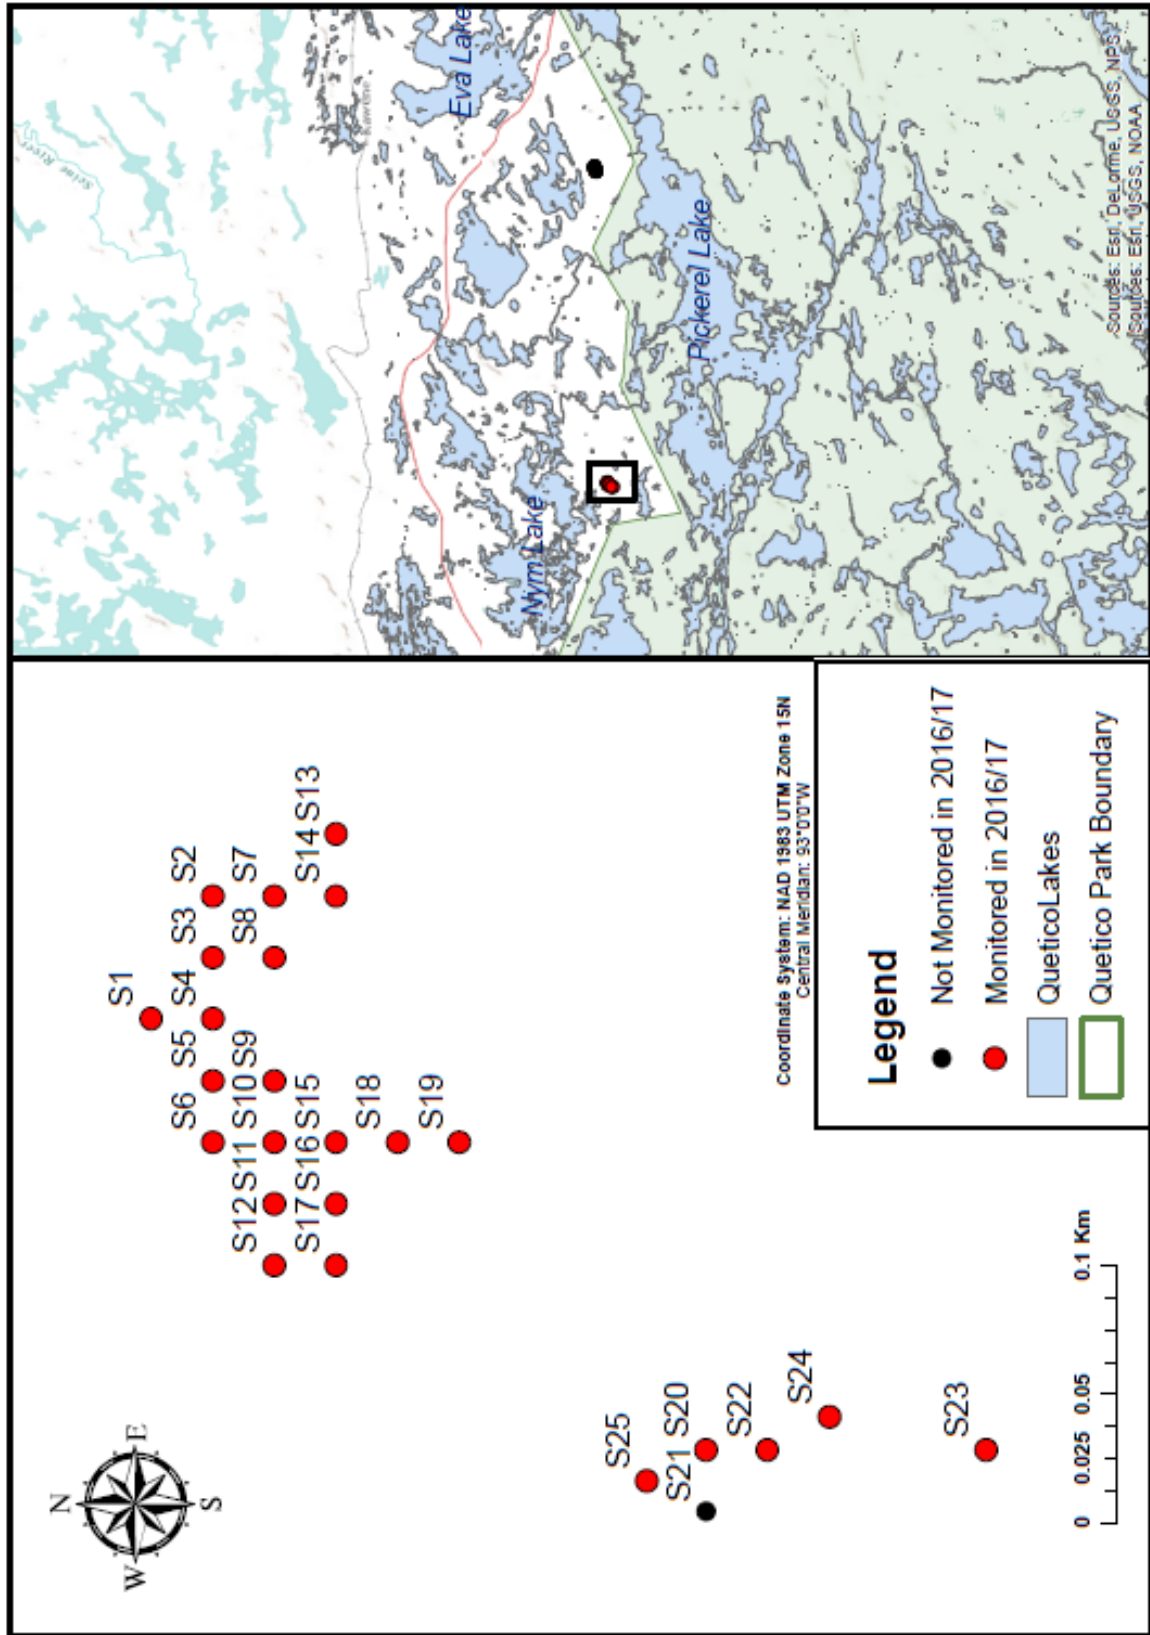 N
W
E
S
S1
S6
S5
S4
S3
S2
S12
S11
S10
S9
S8
S7
S17
S16
S15
S14
S13
S18
S19
S25
S21
S20
S22
S24
S23
0
0.025
0.05
0.1 Km
Coordinate System: NAD 1983 UTM Zone 15N
Central Meridian: 93°0'0"W
Legend
Not Monitored in 2016/17
Monitored in 2016/17
QueticoLakes
Quetico Park Boundary
Seine River
Kawene
Eva Lake
Nym Lake
Pickerel Lake
Sources: Esri, DeLorme, USGS, NPS
Sources: Esri, USGS, NOAA